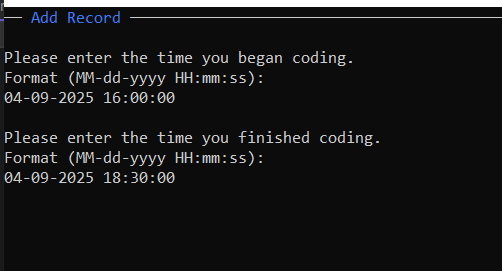 Add Record
Please enter the time you began coding.
Format (MM-dd-yyyy HH:mm:ss):
04-09-2025 16:00:00
Please enter the time you finished coding.
Format (MM-dd-yyyy HH:mm:ss):
04-09-2025 18:30:00